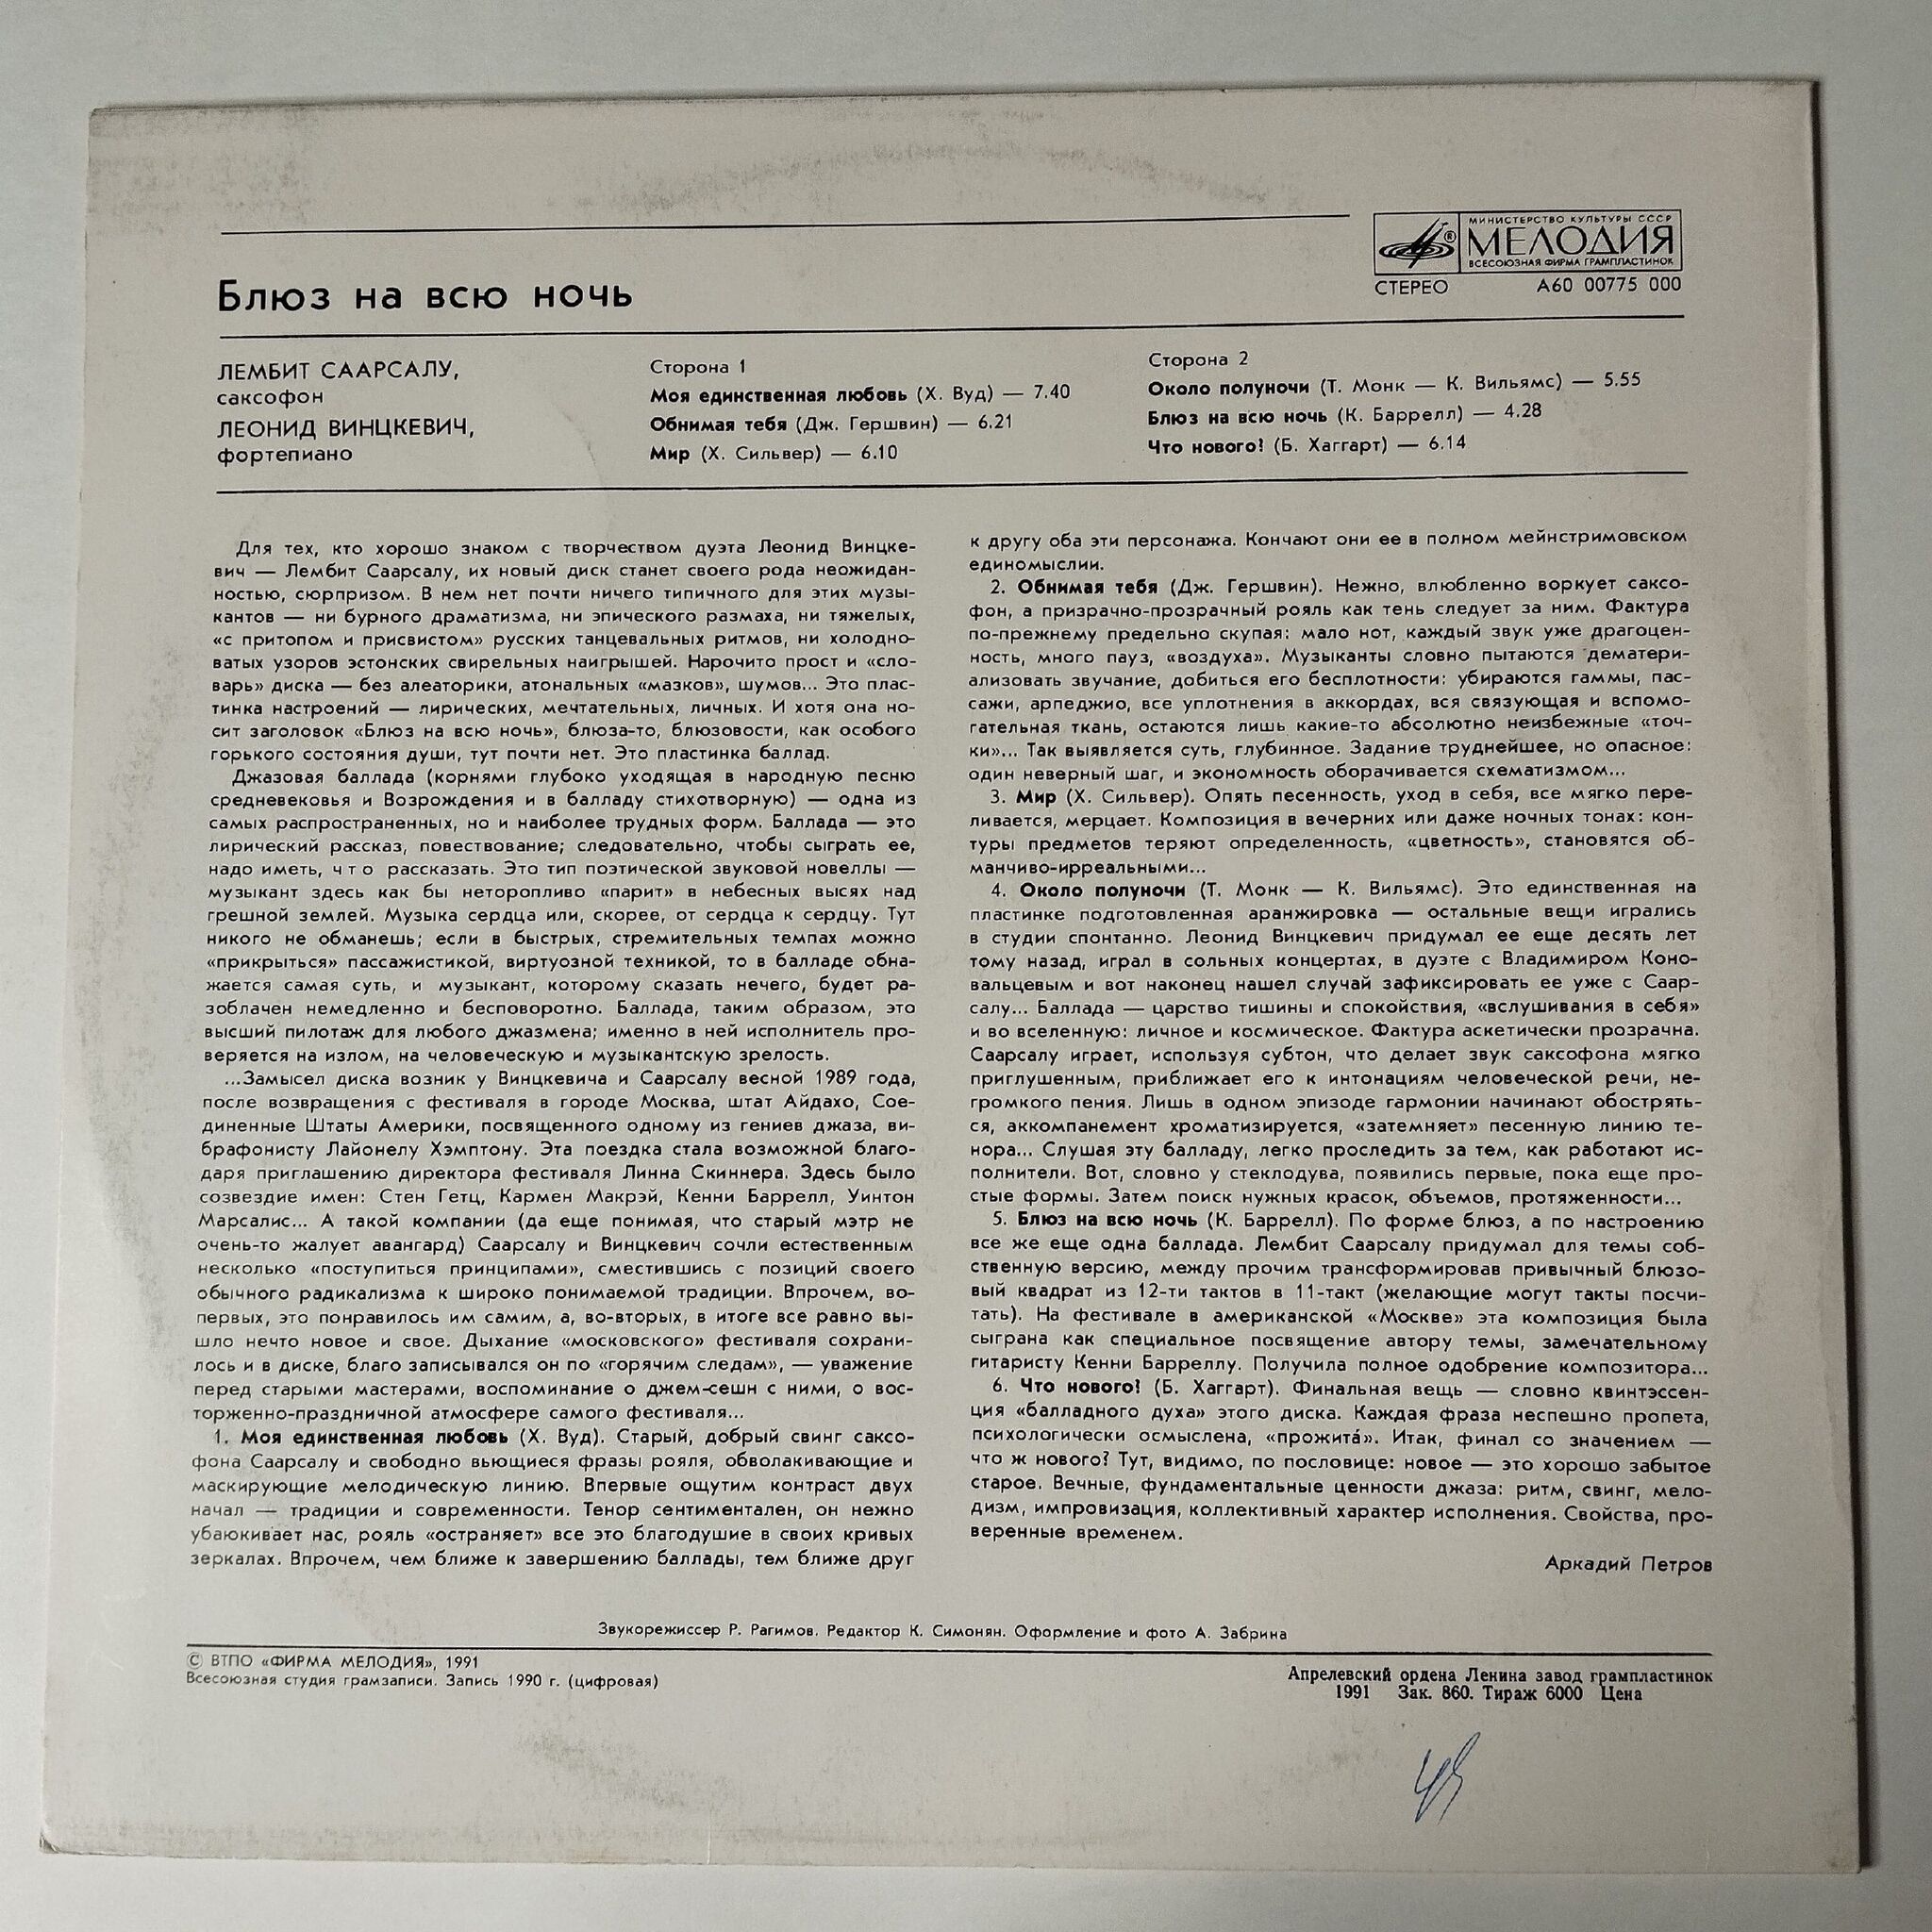 МИНИСТЕРСТВО КУЛЬТУРЫ СССР
МЕЛОДИЯ
ВСЕСОЮЗНАЯ ФИРМА ГРАМПЛАСТИНОК
СТЕРЕО А60 00775 000
Блюз на всю ночь
ЛЕМБИТ СААРСАЛУ,
саксофон
ЛЕОНИД ВИНЦКЕВИЧ,
фортепиано
Сторона 1
Моя единственная любовь (Х. Вуд) — 7.40
Обнимая тебя (Дж. Гершвин) — 6.21
Мир (Х. Сильвер) — 6.10
Сторона 2
Около полуночи (Т. Монк — К. Вильямс) — 5.55
Блюз на всю ночь (К. Баррелл) — 4.28
Что нового? (Б. Хаггарт) — 6.14
Для тех, кто хорошо знаком с творчеством дуэта Леонид Винцке-
вич — Лембит Саарсалу, их новый диск станет своего рода неожидан-
ностью, сюрпризом. В нем нет почти ничего типичного для этих музы-
кантов — ни бурного драматизма, ни эпического размаха, ни тяжелых,
«с притопом и присвистом» русских танцевальных ритмов, ни холодно-
ватых узоров эстонских свирельных наигрышей. Нарочито прост и «сло-
варь» диска — без алеаторики, атональных «мазков», шумов... Это плас-
тинка настроений — лирических, мечтательных, личных. И хотя она но-
сит заголовок «Блюз на всю ночь», блюза-то, блюзовости, как особого
горького состояния души, тут почти нет. Это пластинка баллад.
Джазовая баллада (корнями глубоко уходящая в народную песню
средневековья и Возрождения и в балладу стихотворную) — одна из
самых распространенных, но и наиболее трудных форм. Баллада — это
лирический рассказ, повествование; следовательно, чтобы сыграть ее,
надо иметь, что рассказать. Это тип поэтической звуковой новеллы —
музыкант здесь как бы неторопливо «парит» в небесных высях над
грешной землей. Музыка сердца или, скорее, от сердца к сердцу. Тут
никого не обманешь; если в быстрых, стремительных темпах можно
«прикрыться» пассажистикой, виртуозной техникой, то в балладе обна-
жается самая суть, и музыкант, которому сказать нечего, будет ра-
зоблачен немедленно и бесповоротно. Баллада, таким образом, это
высший пилотаж для любого джазмена; именно в ней исполнитель про-
веряется на излом, на человеческую и музыкантскую зрелость.
...Замысел диска возник у Винцкевича и Саарсалу весной 1989 года,
после возвращения с фестиваля в городе Москва, штат Айдахо, Сое-
диненные Штаты Америки, посвященного одному из гениев джаза, ви-
брафонисту Лайонелу Хэмптону. Эта поездка стала возможной благо-
даря приглашению директора фестиваля Линна Скиннера. Здесь было
созвездие имен: Стен Гетц, Кармен Макрэй, Кенни Баррелл, Уинтон
Марсалис... А такой компании (да еще понимая, что старый мэтр не
очень-то жалует авангард) Саарсалу и Винцкевич сочли естественным
несколько «поступиться принципами», сместившись с позиций своего
обычного радикализма к широко понимаемой традиции. Впрочем, во-
первых, это понравилось им самим, а, во-вторых, в итоге все равно вы-
шло нечто новое и свое. Дыхание «московского» фестиваля сохрани-
лось и в диске, благо записывался он по «горячим следам», — уважение
перед старыми мастерами, воспоминание о джем-сешн с ними, о вос-
торженно-праздничной атмосфере самого фестиваля...
1. Моя единственная любовь (Х. Вуд). Старый, добрый свинг саксо-
фона Саарсалу и свободно вьющиеся фразы рояля, обволакивающие и
маскирующие мелодическую линию. Впервые ощутим контраст двух
начал — традиции и современности. Тенор сентиментален, он нежно
убаюкивает нас, рояль «остраняет» все это благодушие в своих кривых
зеркалах. Впрочем, чем ближе к завершению баллады, тем ближе друг
к другу оба эти персонажа. Кончают они ее в полном мейнстримовском
единомыслии.
2. Обнимая тебя (Дж. Гершвин). Нежно, влюбленно воркует саксо-
фон, а призрачно-прозрачный рояль как тень следует за ним. Фактура
по-прежнему предельно скупая: мало нот, каждый звук уже драгоцен-
ность, много пауз, «воздуха». Музыканты словно пытаются дематери-
ализовать звучание, добиться его бесплотности: убираются гаммы, пас-
сажи, арпеджио, все уплотнения в аккордах, вся связующая и вспомо-
гательная ткань, остаются лишь какие-то абсолютно неизбежные «точ-
ки»... Так выявляется суть, глубинное. Задание труднейшее, но опасное:
один неверный шаг, и экономность оборачивается схематизмом...
3. Мир (Х. Сильвер). Опять песенность, уход в себя, все мягко пере-
ливается, мерцает. Композиция в вечерних или даже ночных тонах: кон-
туры предметов теряют определенность, «цветность», становятся об-
манчиво-ирреальными...
4. Около полуночи (Т. Монк — К. Вильямс). Это единственная на
пластинке подготовленная аранжировка — остальные вещи игрались
в студии спонтанно. Леонид Винцкевич придумал ее еще десять лет
тому назад, играл в сольных концертах, в дуэте с Владимиром Коно-
вальцевым и вот наконец нашел случай зафиксировать ее уже с Саар-
салу... Баллада — царство тишины и спокойствия, «вслушивания в себя»
и во вселенную: личное и космическое. Фактура аскетически прозрачна.
Саарсалу играет, используя субтон, что делает звук саксофона мягко
приглушенным, приближает его к интонациям человеческой речи, не-
громкого пения. Лишь в одном эпизоде гармонии начинают обострять-
ся, аккомпанемент хроматизируется, «затемняет» песенную линию те-
нора... Слушая эту балладу, легко проследить за тем, как работают ис-
полнители. Вот, словно у стеклодува, появились первые, пока еще про-
стые формы. Затем поиск нужных красок, объемов, протяженности...
5. Блюз на всю ночь (К. Баррелл). По форме блюз, а по настроению
все же еще одна баллада. Лембит Саарсалу придумал для темы соб-
ственную версию, между прочим трансформировав привычный блюзо-
вый квадрат из 12-ти тактов в 11-такт (желающие могут такты посчи-
тать). На фестивале в американской «Москве» эта композиция была
сыграна как специальное посвящение автору темы, замечательному
гитаристу Кенни Барреллу. Получила полное одобрение композитора...
6. Что нового? (Б. Хаггарт). Финальная вещь — словно квинтэссен-
ция «балладного духа» этого диска. Каждая фраза неспешно пропета,
психологически осмыслена, «прожита́». Итак, финал со значением —
что ж нового? Тут, видимо, по пословице: новое — это хорошо забытое
старое. Вечные, фундаментальные ценности джаза: ритм, свинг, мело-
дизм, импровизация, коллективный характер исполнения. Свойства, про-
веренные временем.
Аркадий Петров
Звукорежиссер Р. Рагимов. Редактор К. Симонян. Оформление и фото А. Забрина
© ВТПО «ФИРМА МЕЛОДИЯ», 1991
Всесоюзная студия грамзаписи. Запись 1990 г. (цифровая)
Апрелевский ордена Ленина завод грампластинок
1991 Зак. 860. Тираж 6000 Цена